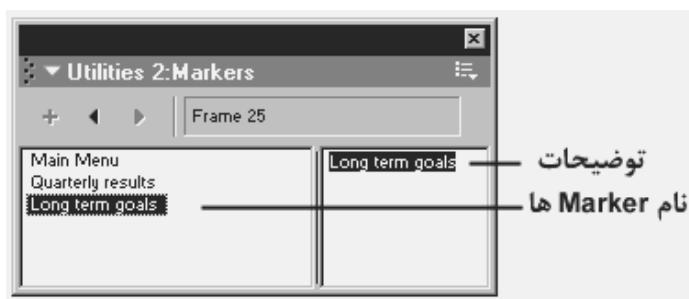 Utilities 2:Markers
Frame 25
Main Menu
Quarterly results
Long term goals
Long term goals
توضیحات
نام Marker ها